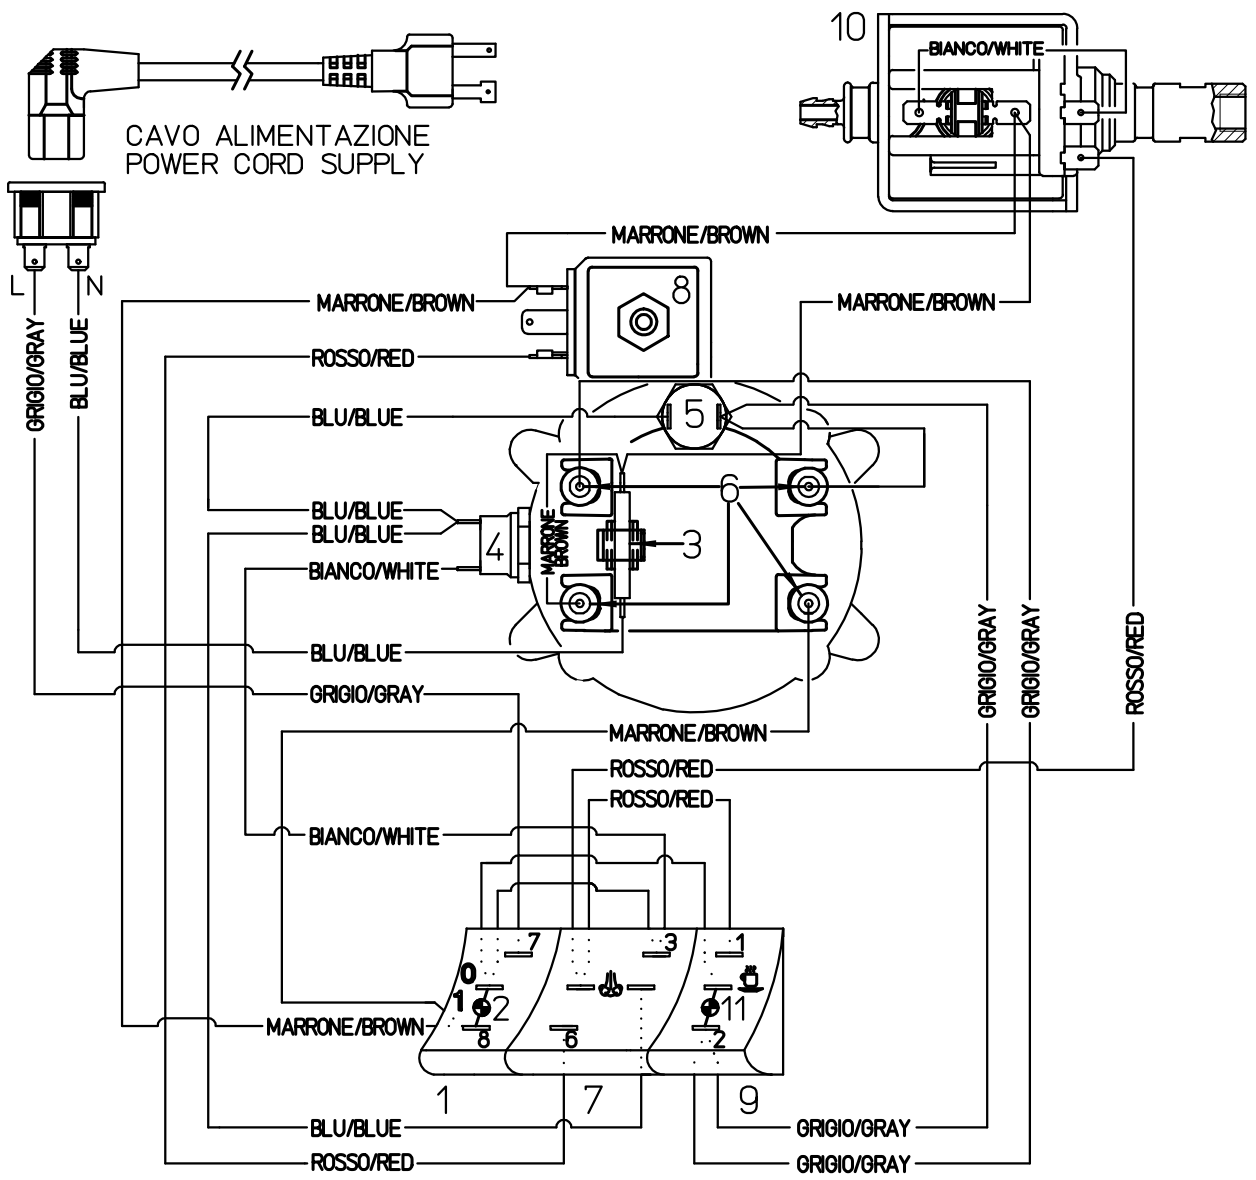 10
BIANCO/WHITE
CAVO ALIMENTAZIONE
POWER CORD SUPPLY
MARRONE/BROWN
L
N
8
MARRONE/BROWN
MARRONE/BROWN
GRIGIO/GRAY
BLU/BLUE
ROSSO/RED
BLU/BLUE
5
6
BLU/BLUE
BLU/BLUE
4
MARRONE
BROWN
3
BIANCO/WHITE
BLU/BLUE
GRIGIO/GRAY
GRIGIO/GRAY
ROSSO/RED
GRIGIO/GRAY
MARRONE/BROWN
ROSSO/RED
ROSSO/RED
BIANCO/WHITE
7
3
1
0
1
2
11
MARRONE/BROWN
8
6
2
1
7
9
BLU/BLUE
GRIGIO/GRAY
ROSSO/RED
GRIGIO/GRAY